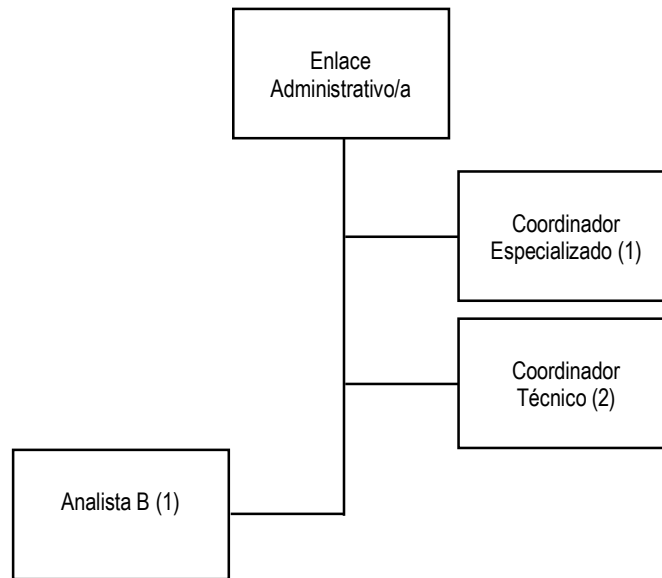 Enlace
Administrativo/a
Coordinador
Especializado (1)
Coordinador
Técnico (2)
Analista B (1)